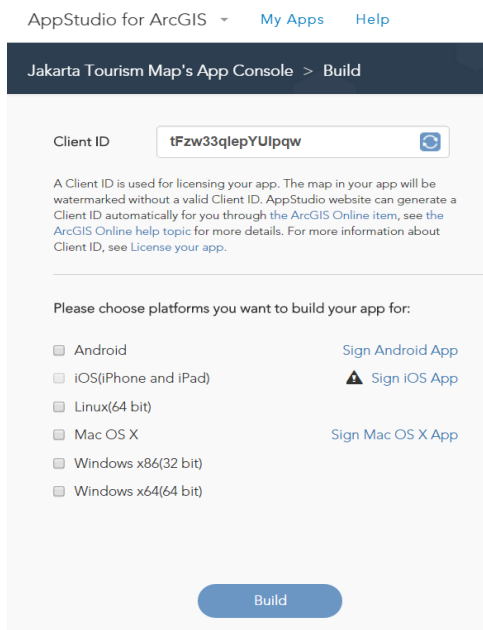 AppStudio for ArcGIS My Apps Help
Jakarta Tourism Map's App Console > Build
Client ID tFzw33qlepYUlpqw
A Client ID is used for licensing your app. The map in your app will be
watermarked without a valid Client ID. AppStudio website can generate a
Client ID automatically for you through the ArcGIS Online item, see the
ArcGIS Online help topic for more details. For more information about
Client ID, see License your app.
Please choose platforms you want to build your app for:
Android Sign Android App
iOS(iPhone and iPad) Sign iOS App
Linux(64 bit)
Mac OS X Sign Mac OS X App
Windows x86(32 bit)
Windows x64(64 bit)
Build